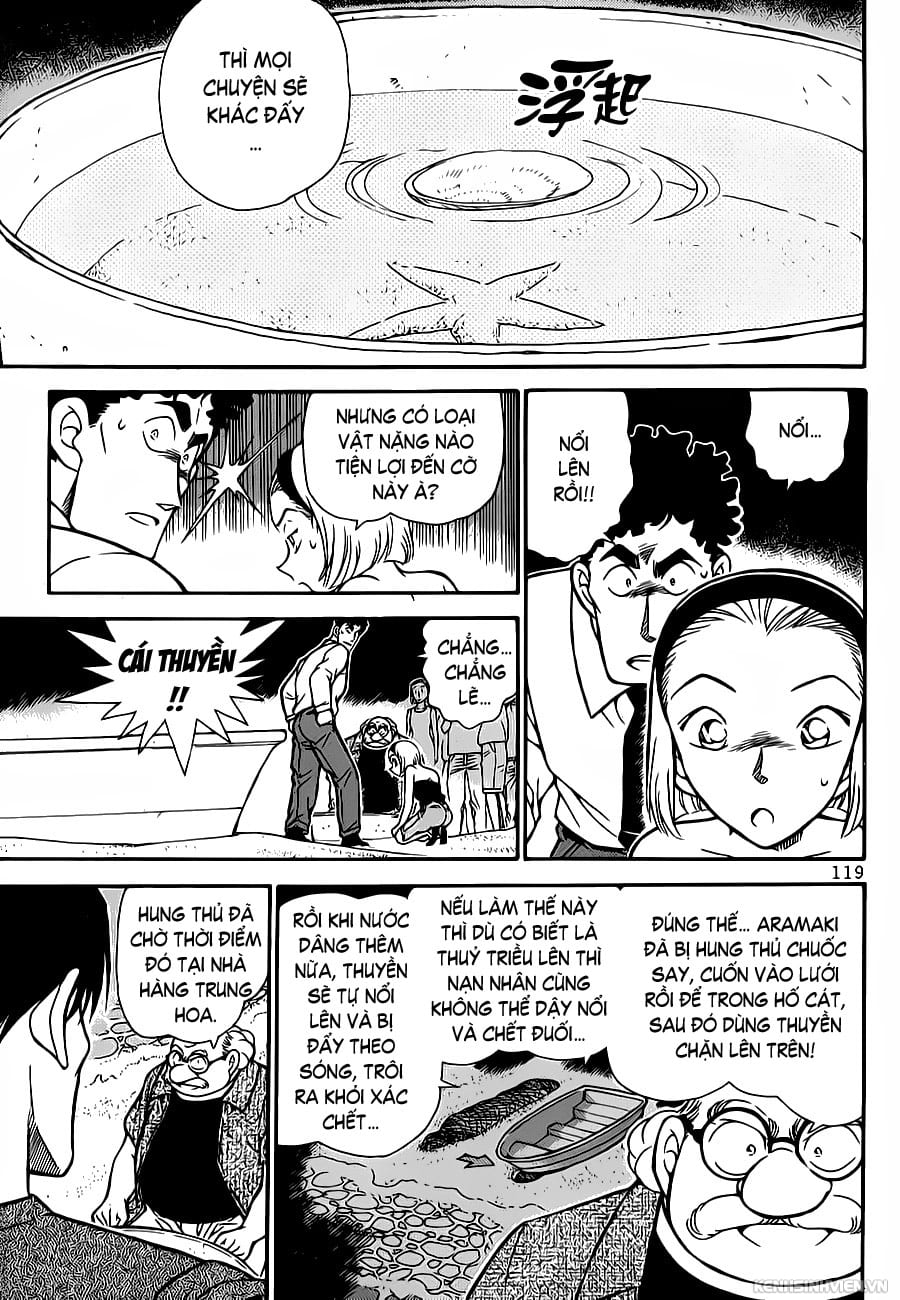 THÌ MỌI
CHUYỆN SẼ
KHÁC ĐẤY
...
浮起
NỔI...
NỔI
LÊN
RỒI!!
NHƯNG CÓ LOẠI
VẬT NẶNG NÀO
TIỆN LỢI ĐẾN CỠ
NÀY À?
CHẲNG...
CHẲNG
LẼ...
CÁI THUYỀN
!!
119
ĐÚNG THẾ... ARAMAKI
ĐÃ BỊ HUNG THỦ CHUỐC
SAY, CUỐN VÀO LƯỚI
RỒI ĐỂ TRONG HỐ CÁT,
SAU ĐÓ DÙNG THUYỀN
CHẶN LÊN TRÊN!
NẾU LÀM THẾ NÀY
THÌ DÙ CÓ BIẾT LÀ
THUỶ TRIỀU LÊN THÌ
NẠN NHÂN CŨNG
KHÔNG THỂ DẬY NỔI
VÀ CHẾT ĐUỐI...
RỒI KHI NƯỚC
DÂNG THÊM
NỮA, THUYỀN
SẼ TỰ NỔI
LÊN VÀ BỊ
ĐẨY THEO
SÓNG, TRÔI
RA KHỎI XÁC
CHẾT...
HUNG THỦ ĐÃ
CHỜ THỜI ĐIỂM
ĐÓ TẠI NHÀ
HÀNG TRUNG
HOA.
KENHSINHVIEN.VN